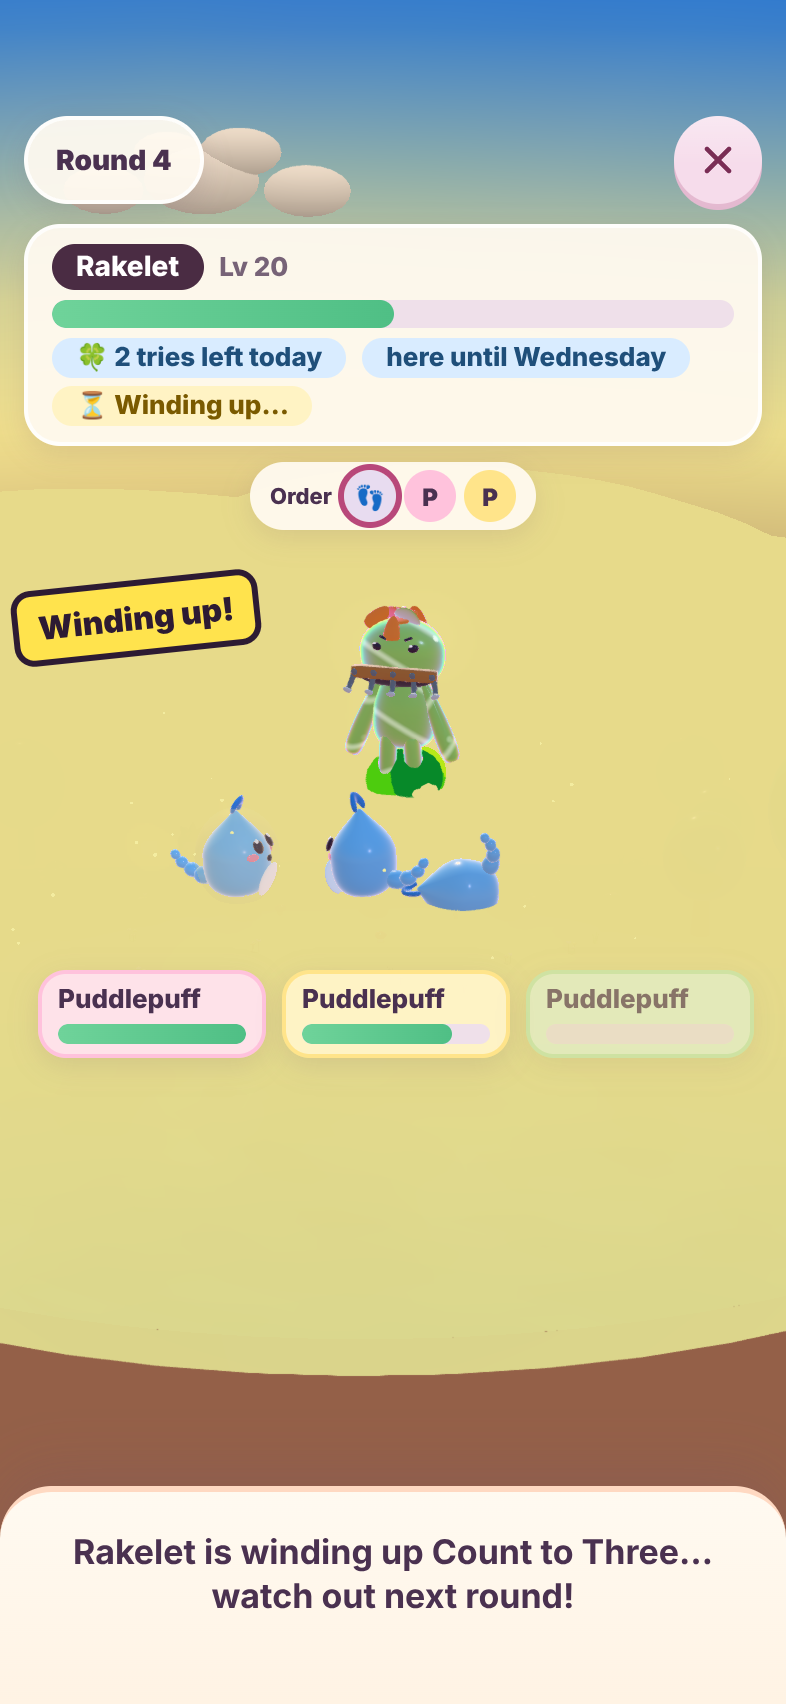 Round 4
Rakelet Lv 20
🍀 2 tries left today
here until Wednesday
⏳ Winding up...
Order 👣 P P
Winding up!
Puddlepuff
Puddlepuff
Puddlepuff
Rakelet is winding up Count to Three...
watch out next round!